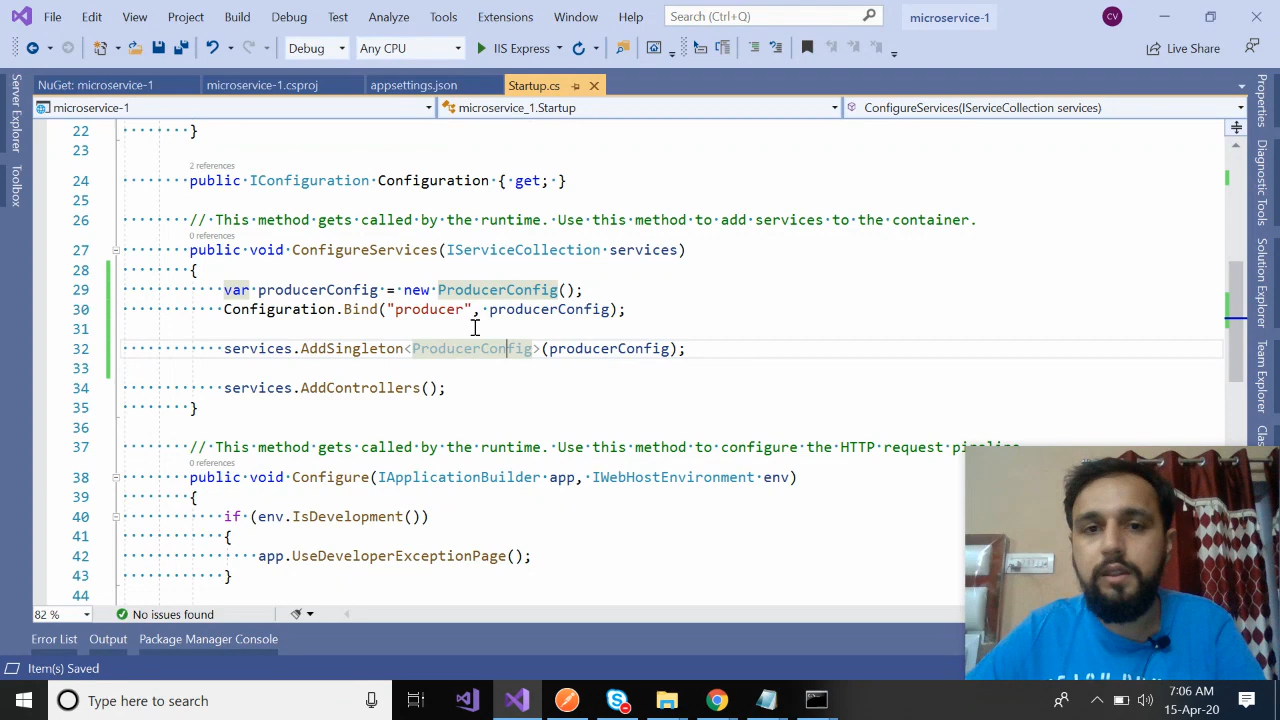 File Edit View Project Build Debug Test Analyze Tools Extensions Window Help Search (Ctrl+Q) microservice-1 CV
Debug Any CPU IIS Express Live Share
NuGet: microservice-1 microservice-1.csproj appsettings.json Startup.cs
microservice-1 microservice_1.Startup ConfigureServices(IServiceCollection services)
Server Explorer
Toolbox
Properties
Diagnostic Tools
Solution Explorer
Team Explorer
Clas
22 }
23
2 references
24 public IConfiguration Configuration { get; }
25
26 // This method gets called by the runtime. Use this method to add services to the container.
0 references
27 public void ConfigureServices(IServiceCollection services)
28 {
29 var producerConfig = new ProducerConfig();
30 Configuration.Bind("producer", producerConfig);
31
32 services.AddSingleton<ProducerConfig>(producerConfig);
33
34 services.AddControllers();
35 }
36
37 // This method gets called by the runtime. Use this method to configure the HTTP request pipeline
0 references
38 public void Configure(IApplicationBuilder app, IWebHostEnvironment env)
39 {
40 if (env.IsDevelopment())
41 {
42 app.UseDeveloperExceptionPage();
43 }
44
82 % No issues found
Error List Output Package Manager Console
Item(s) Saved
Type here to search
7:06 AM
15-Apr-20